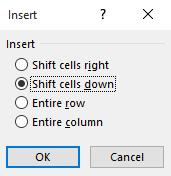 Insert
Insert
Shift cells right
Shift cells down
Entire row
Entire column
OK
Cancel